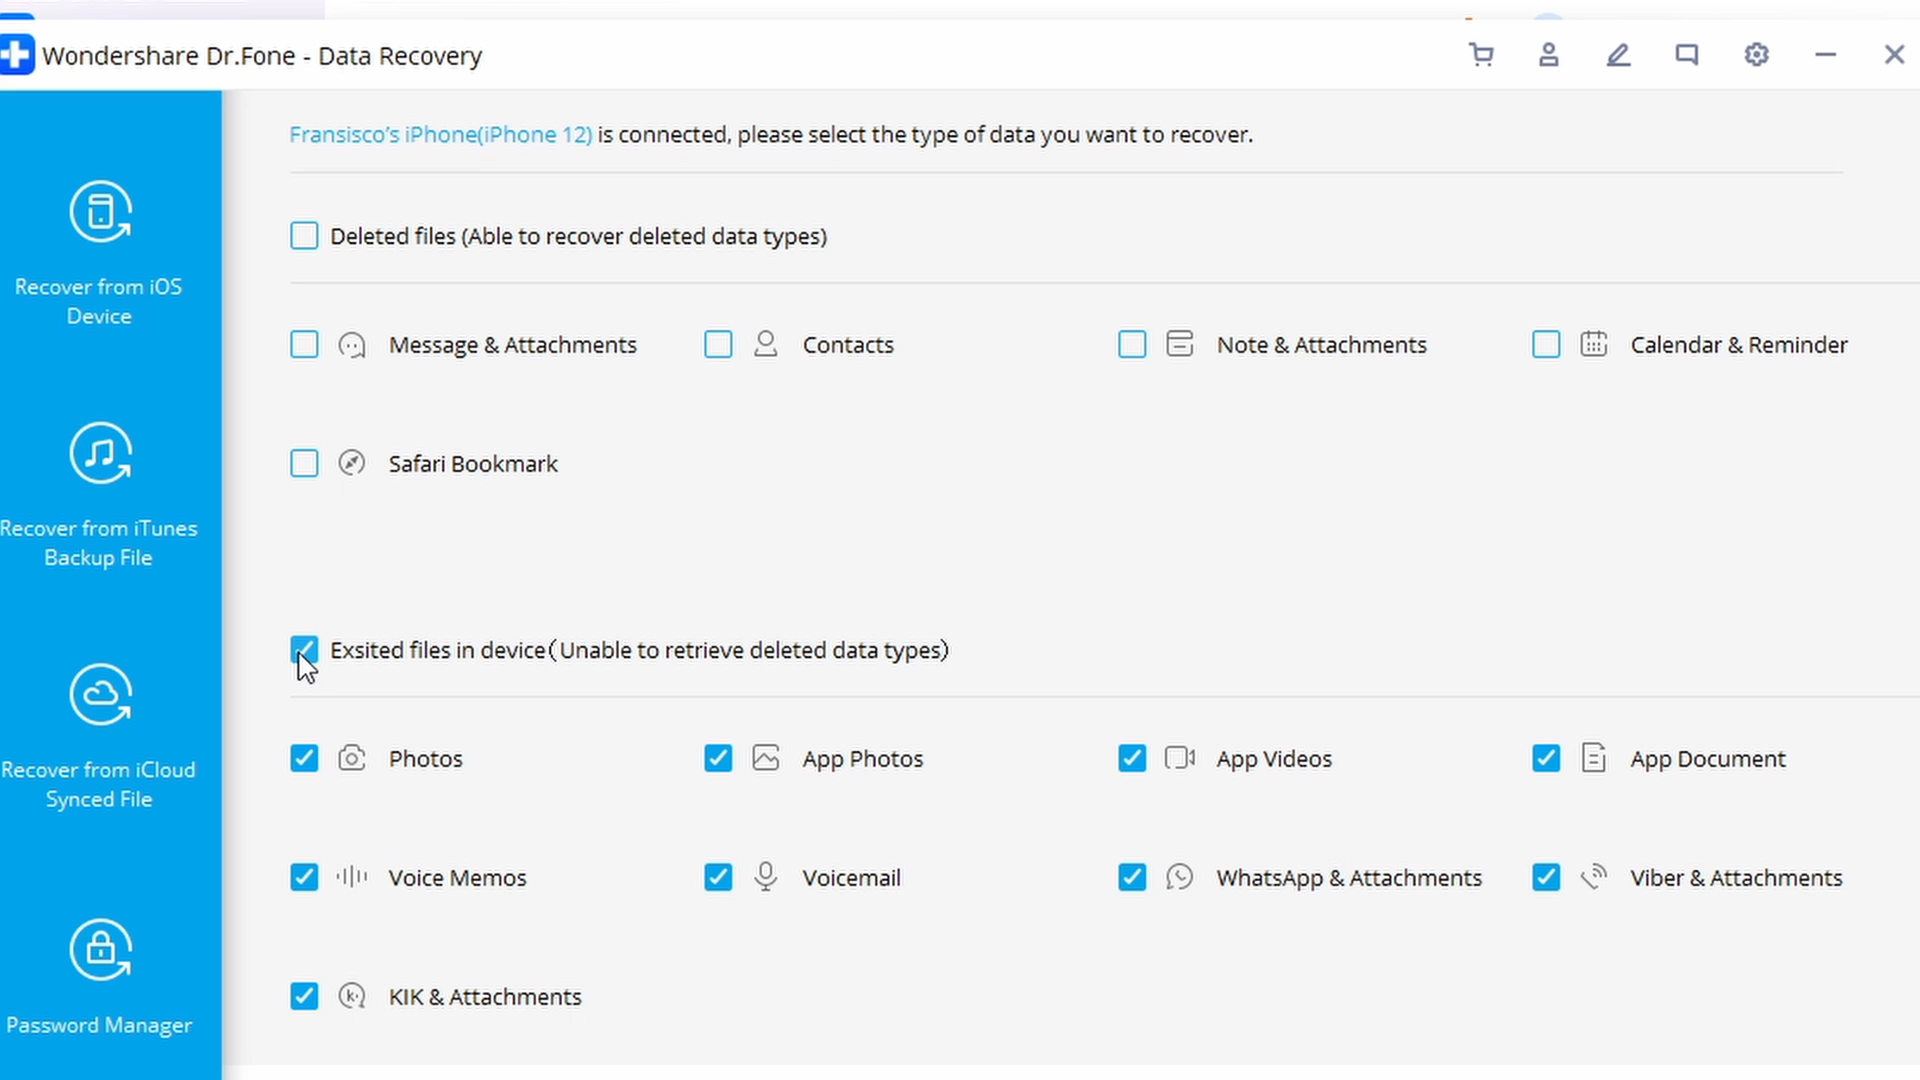 Wondershare Dr.Fone - Data Recovery
Fransisco’s iPhone(iPhone 12) is connected, please select the type of data you want to recover.
Recover from iOS
Device
Recover from iTunes
Backup File
Recover from iCloud
Synced File
Password Manager
Deleted files (Able to recover deleted data types)
Message & Attachments
Contacts
Note & Attachments
Calendar & Reminder
Safari Bookmark
Exsited files in device(Unable to retrieve deleted data types)
Photos
App Photos
App Videos
App Document
Voice Memos
Voicemail
WhatsApp & Attachments
Viber & Attachments
KIK & Attachments